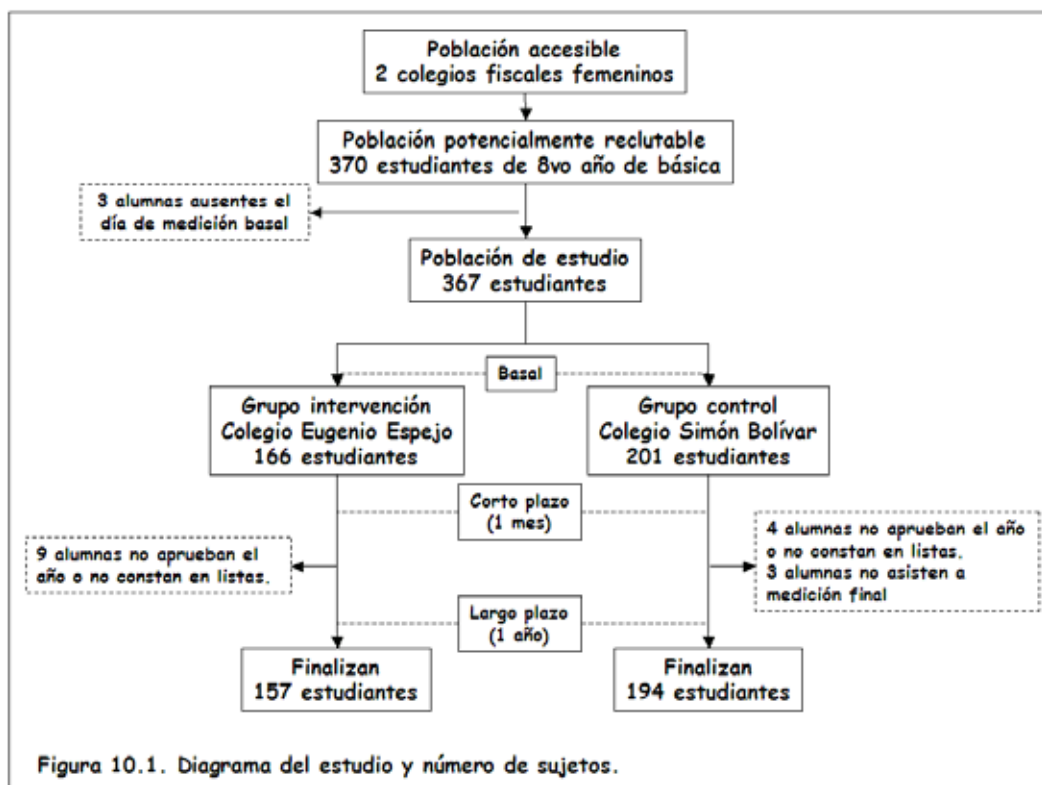 Población accesible
2 colegios fiscales femeninos
Población potencialmente reclutable
370 estudiantes de 8vo año de básica
3 alumnas ausentes el
día de medición basal
Población de estudio
367 estudiantes
Basal
Grupo intervención
Colegio Eugenio Espejo
166 estudiantes
Grupo control
Colegio Simón Bolívar
201 estudiantes
Corto plazo
(1 mes)
9 alumnas no aprueban el
año o no constan en listas.
4 alumnas no aprueban el año
o no constan en listas.
3 alumnas no asisten a
medición final
Largo plazo
(1 año)
Finalizan
157 estudiantes
Finalizan
194 estudiantes
Figura 10.1. Diagrama del estudio y número de sujetos.